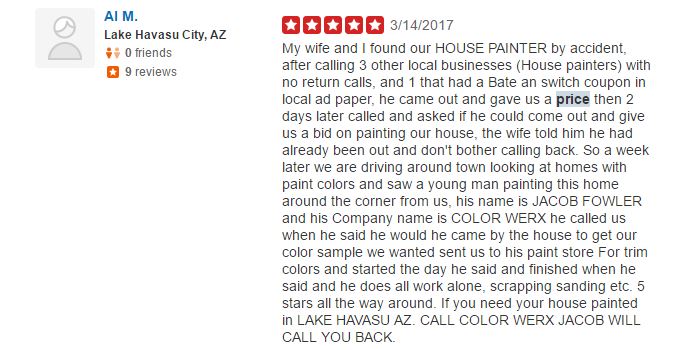 Al M.
Lake Havasu City, AZ
0 friends
9 reviews
3/14/2017
My wife and I found our HOUSE PAINTER by accident,
after calling 3 other local businesses (House painters) with
no return calls, and 1 that had a Bate an switch coupon in
local ad paper, he came out and gave us a price then 2
days later called and asked if he could come out and give
us a bid on painting our house, the wife told him he had
already been out and don't bother calling back. So a week
later we are driving around town looking at homes with
paint colors and saw a young man painting this home
around the corner from us, his name is JACOB FOWLER
and his Company name is COLOR WERX he called us
when he said he would he came by the house to get our
color sample we wanted sent us to his paint store For trim
colors and started the day he said and finished when he
said and he does all work alone, scrapping sanding etc. 5
stars all the way around. If you need your house painted
in LAKE HAVASU AZ. CALL COLOR WERX JACOB WILL
CALL YOU BACK.